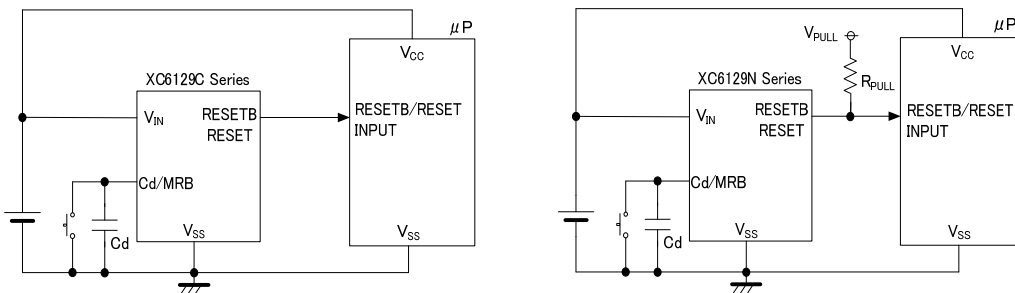 μP
VCC
XC6129C Series
VIN
RESETB
RESET
RESETB/RESET
INPUT
Cd/MRB
Cd
VSS
VSS
μP
VPULL
VCC
RPULL
XC6129N Series
VIN
RESETB
RESET
RESETB/RESET
INPUT
Cd/MRB
Cd
VSS
VSS